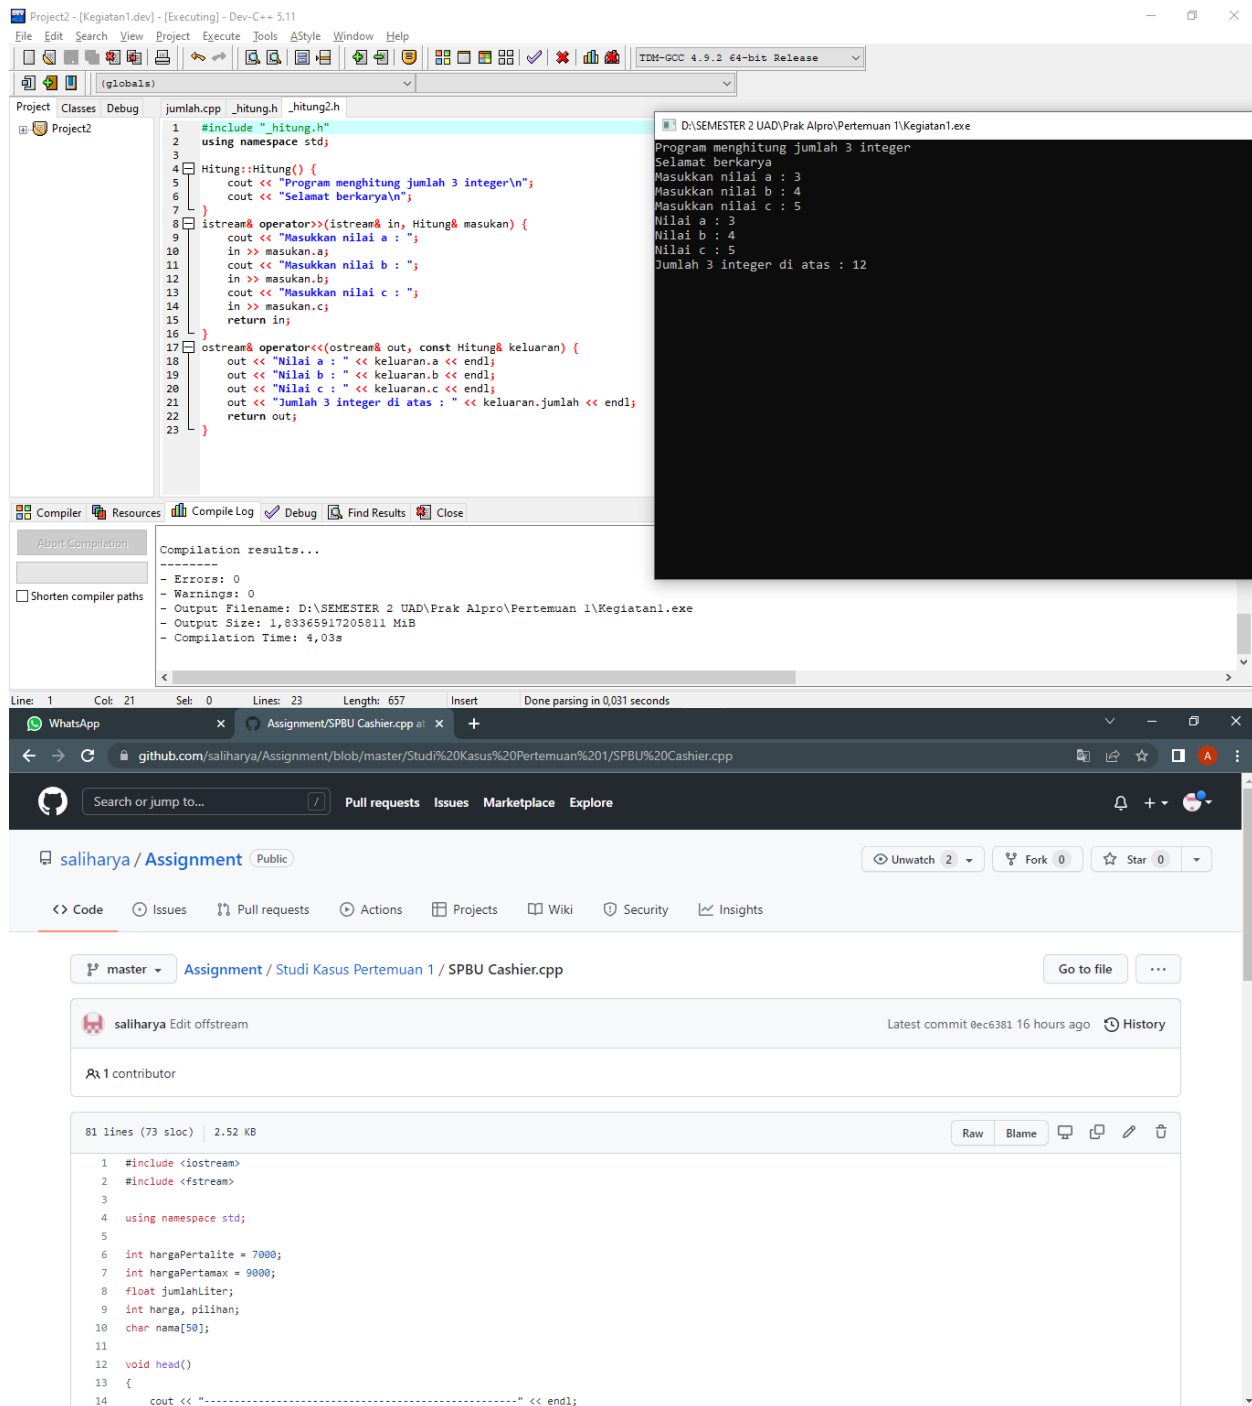 Project2 - [Kegiatan1.dev] - [Executing] - Dev-C++ 5.11
File Edit Search View Project Execute Tools AStyle Window Help
TDM-GCC 4.9.2 64-bit Release
(globals)
Project Classes Debug
jumlah.cpp _hitung.h _hitung2.h
Project2
1 #include "_hitung.h"
2 using namespace std;
3
4 Hitung::Hitung() {
5 cout << "Program menghitung jumlah 3 integer\n";
6 cout << "Selamat berkarya\n";
7 }
8 istream& operator>>(istream& in, Hitung& masukan) {
9 cout << "Masukkan nilai a : ";
10 in >> masukan.a;
11 cout << "Masukkan nilai b : ";
12 in >> masukan.b;
13 cout << "Masukkan nilai c : ";
14 in >> masukan.c;
15 return in;
16 }
17 ostream& operator<<(ostream& out, const Hitung& keluaran) {
18 out << "Nilai a : " << keluaran.a << endl;
19 out << "Nilai b : " << keluaran.b << endl;
20 out << "Nilai c : " << keluaran.c << endl;
21 out << "Jumlah 3 integer di atas : " << keluaran.jumlah << endl;
22 return out;
23 }
D:\SEMESTER 2 UAD\Prak Alpro\Pertemuan 1\Kegiatan1.exe
Program menghitung jumlah 3 integer
Selamat berkarya
Masukkan nilai a : 3
Masukkan nilai b : 4
Masukkan nilai c : 5
Nilai a : 3
Nilai b : 4
Nilai c : 5
Jumlah 3 integer di atas : 12
Compiler Resources Compile Log Debug Find Results Close
Abort Compilation
Shorten compiler paths
Compilation results...
--------
- Errors: 0
- Warnings: 0
- Output Filename: D:\SEMESTER 2 UAD\Prak Alpro\Pertemuan 1\Kegiatan1.exe
- Output Size: 1,83365917205811 MiB
- Compilation Time: 4,03s
Line: 1 Col: 21 Sel: 0 Lines: 23 Length: 657 Insert Done parsing in 0,031 seconds
WhatsApp
Assignment/SPBU Cashier.cpp at
github.com/saliharya/Assignment/blob/master/Studi%20Kasus%20Pertemuan%201/SPBU%20Cashier.cpp
A
Search or jump to... /
Pull requests Issues Marketplace Explore
saliharya / Assignment Public
Unwatch 2 Fork 0 Star 0
Code Issues Pull requests Actions Projects Wiki Security Insights
master Assignment / Studi Kasus Pertemuan 1 / SPBU Cashier.cpp
Go to file ...
saliharya Edit offstream
Latest commit 0ec6381 16 hours ago History
1 contributor
81 lines (73 sloc) 2.52 KB
Raw Blame
1 #include <iostream>
2 #include <fstream>
3
4 using namespace std;
5
6 int hargaPertalite = 7000;
7 int hargaPertamax = 9000;
8 float jumlahLiter;
9 int harga, pilihan;
10 char nama[50];
11
12 void head()
13 {
14 cout << "----------------------------------------------------" << endl;